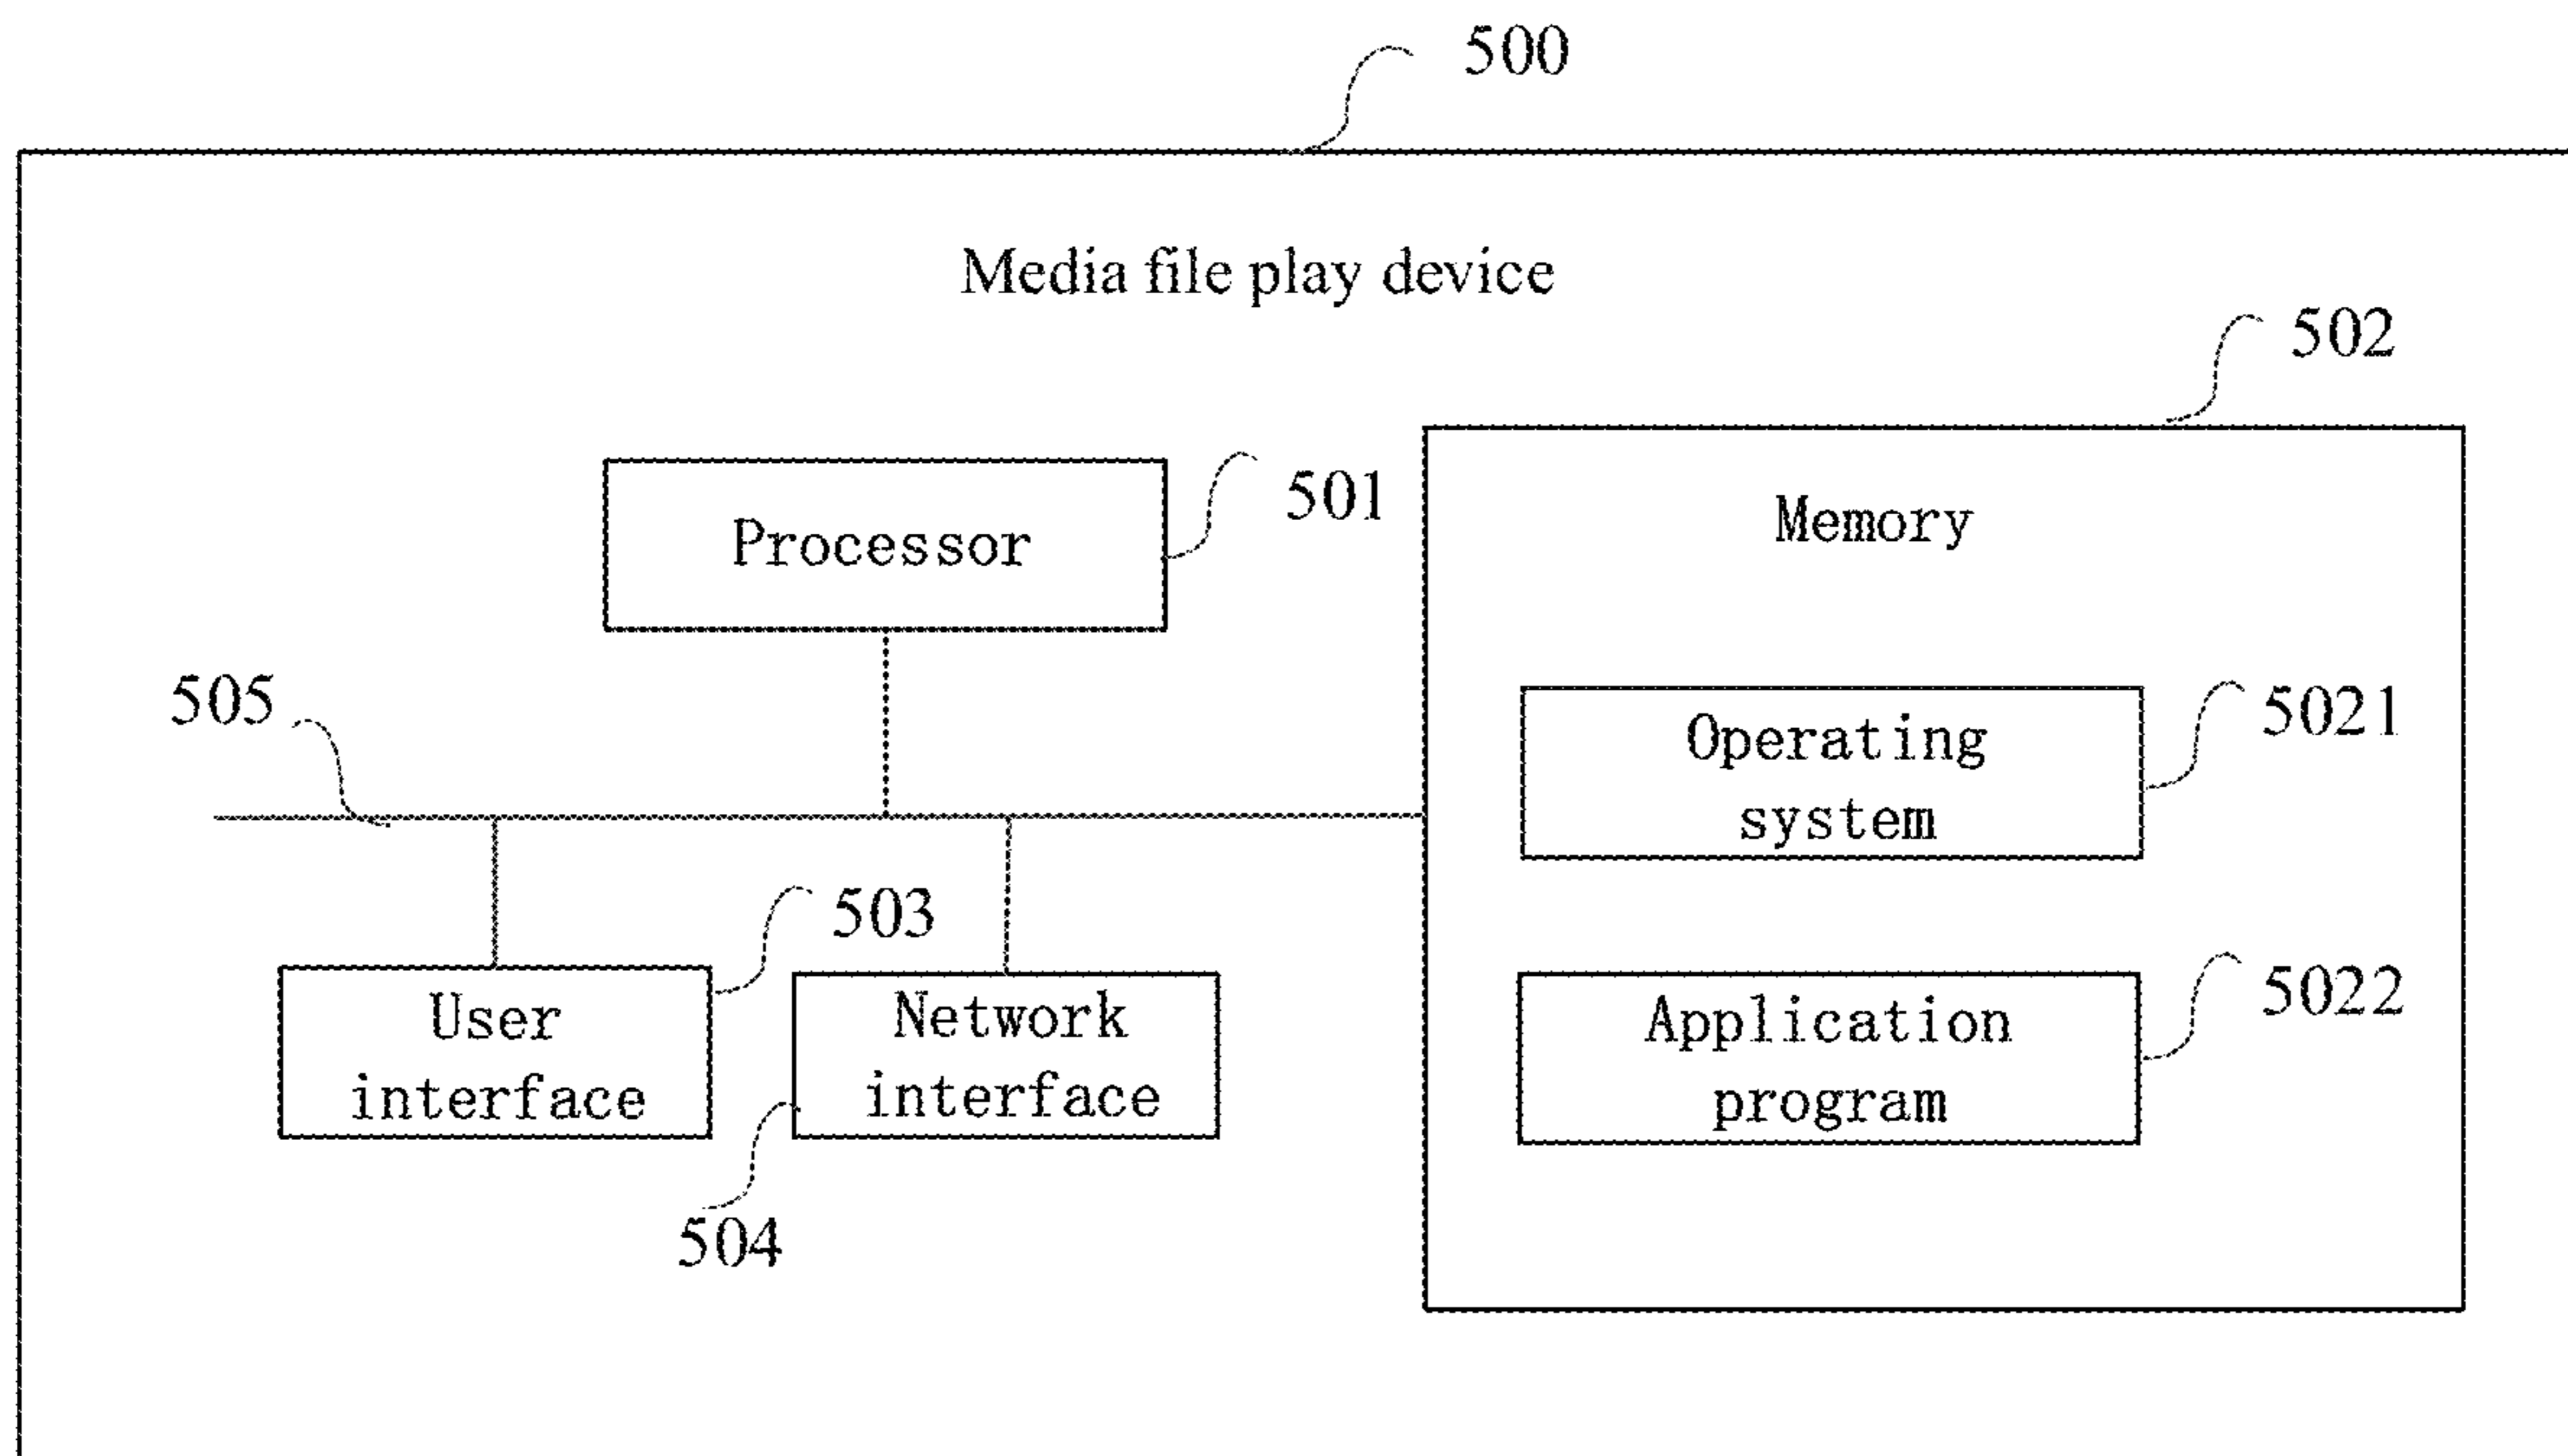 500
Media file play device
502
Processor
501
Memory
505
Operating
system
5021
503
User
interface
Network
interface
504
Application
program
5022